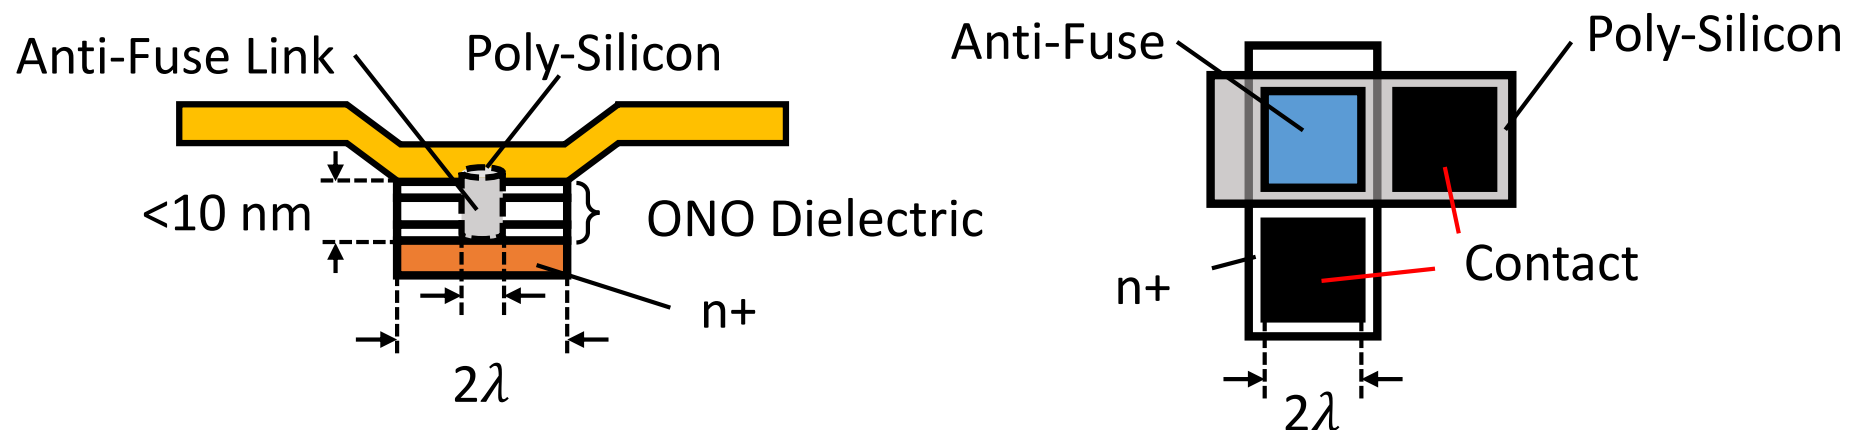 Anti-Fuse Link
Poly-Silicon
<10 nm
ONO Dielectric
n+
2λ
Anti-Fuse
Poly-Silicon
n+
Contact
2λ